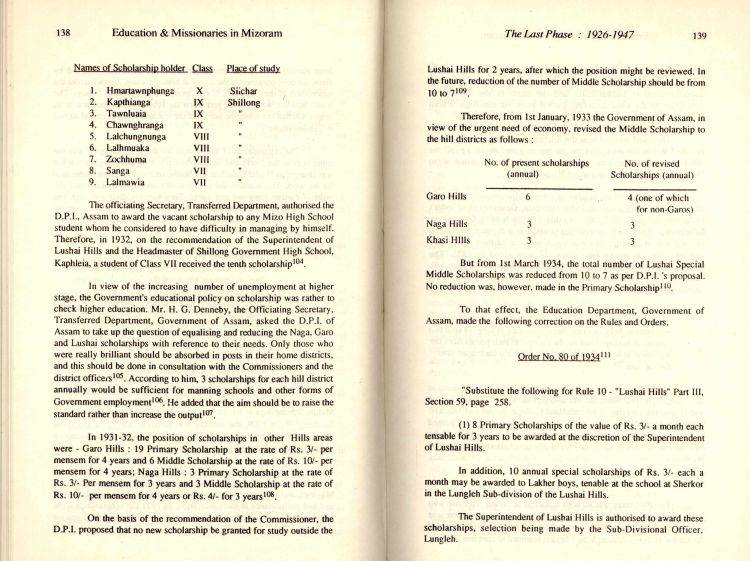 138 Education & Missionaries in Mizoram
Names of Scholarship holder Class Place of study
1. Hmartawnphunga X Silchar
2. Kapthianga IX Shillong
3. Tawnluaia IX "
4. Chawnghranga IX "
5. Lalchungnunga VIII "
6. Lalhmuaka VIII "
7. Zochhuma VIII "
8. Sanga VII "
9. Lalmawia VII "
The officiating Secretary, Transferred Department, authorised the
D.P.I., Assam to award the vacant scholarship to any Mizo High School
student whom he considered to have difficulty in managing by himself.
Therefore, in 1932, on the recommendation of the Superintendent of
Lushai Hills and the Headmaster of Shillong Government High School,
Kaphleia, a student of Class VII received the tenth scholarship104.
In view of the increasing number of unemployment at higher
stage, the Government's educational policy on scholarship was rather to
check higher education. Mr. H. G. Denneby, the Officiating Secretary,
Transferred Department, Government of Assam, asked the D.P.I. of
Assam to take up the question of equalising and reducing the Naga, Garo
and Lushai scholarships with reference to their needs. Only those who
were really brilliant should be absorbed in posts in their home districts,
and this should be done in consultation with the Commissioners and the
district officers105. According to him, 3 scholarships for each hill district
annually would be sufficient for manning schools and other forms of
Government employment106. He added that the aim should be to raise the
standard rather than increase the output107.
In 1931-32, the position of scholarships in other Hills areas
were - Garo Hills : 19 Primary Scholarship at the rate of Rs. 3/- per
mensem for 4 years and 6 Middle Scholarship at the rate of Rs. 10/- per
mensem for 4 years; Naga Hills : 3 Primary Scholarship at the rate of
Rs. 3/- Per mensem for 3 years and 3 Middle Scholarship at the rate of
Rs. 10/- per mensem for 4 years or Rs. 4/- for 3 years108.
On the basis of the recommendation of the Commissioner, the
D.P.I. proposed that no new scholarship be granted for study outside the
The Last Phase : 1926-1947 139
Lushai Hills for 2 years, after which the position might be reviewed. In
the future, reduction of the number of Middle Scholarship should be from
10 to 7109.
Therefore, from 1st January, 1933 the Government of Assam, in
view of the urgent need of economy, revised the Middle Scholarship to
the hill districts as follows :
No. of present scholarships No. of revised
(annual) Scholarships (annual)
Garo Hills 6 4 (one of which
for non-Garos)
Naga Hills 3 3
Khasi HIlls 3 3
But from 1st March 1934, the total number of Lushai Special
Middle Scholarships was reduced from 10 to 7 as per D.P.I. 's proposal.
No reduction was, however. made in the Primary Scholarship110.
To that effect, the Education Department, Government of
Assam, made the following correction on the Rules and Orders.
Order No. 80 of 1934111
"Substitute the following for Rule 10 - "Lushai Hills" Part III,
Section 59, page 258.
(1) 8 Primary Scholarships of the value of Rs. 3/- a month each
tensable for 3 years to be awarded at the discretion of the Superintendent
of Lushai Hills.
In addition, 10 annual special scholarships of Rs. 3/- each a
month may be awarded to Lakher boys, tenable at the school at Sherkor
in the Lungleh Sub-division of the Lushai Hills.
The Superintendent of Lushai Hills is authorised to award these
scholarships, selection being made by the Sub-Divisional Officer,
Lungleh.